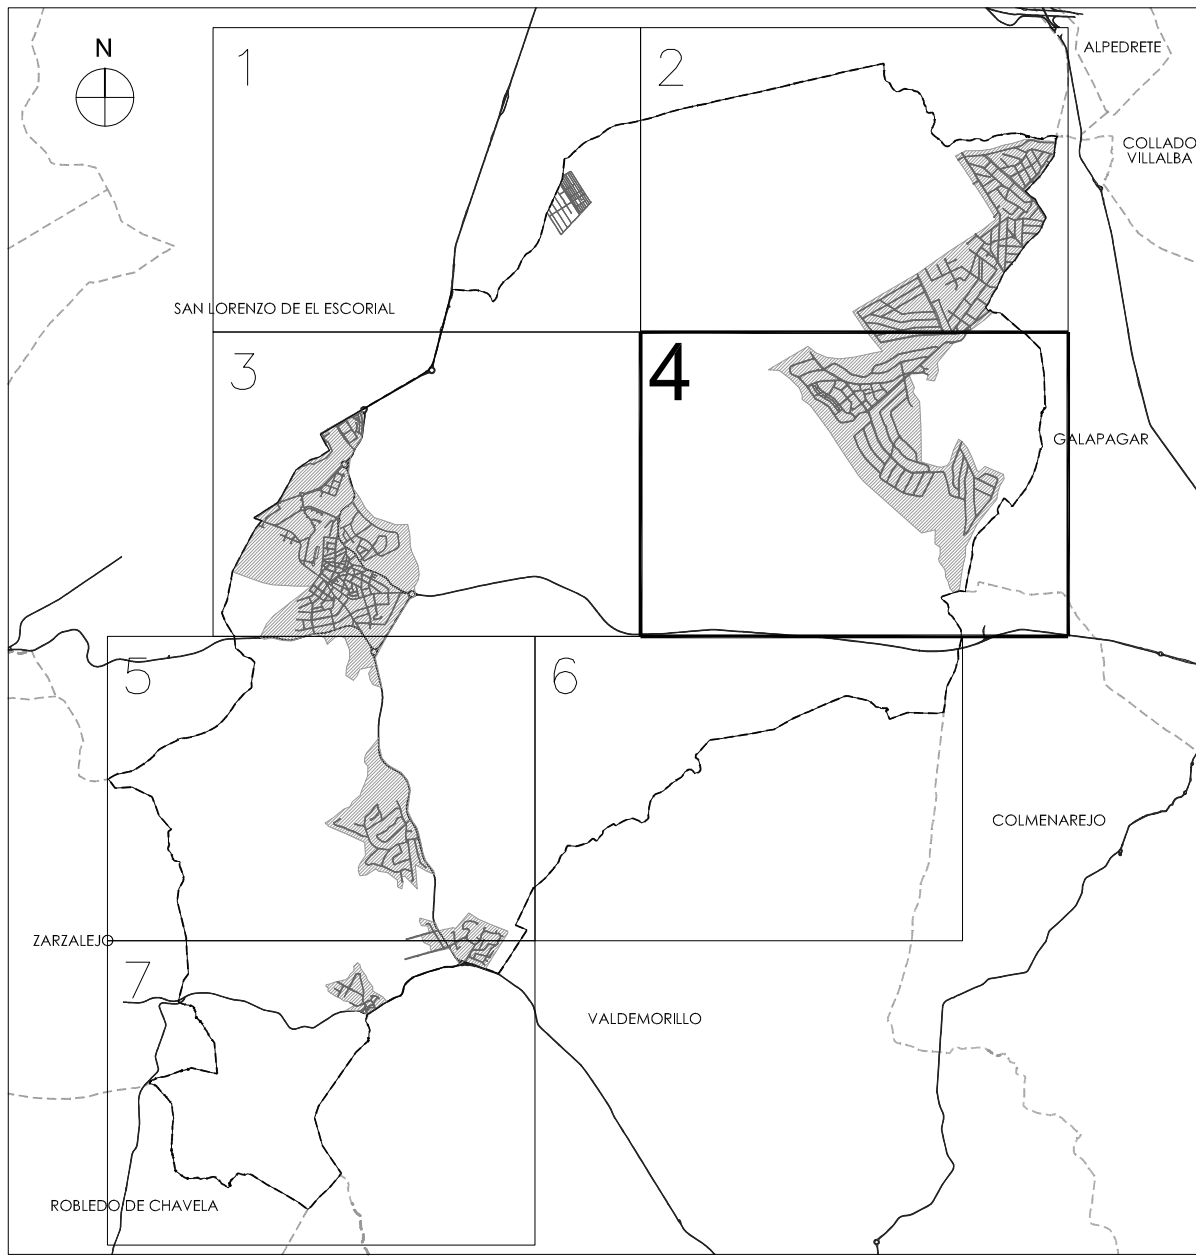 N
1
2
ALPEDRETE
COLLADO
VILLALBA
SAN LORENZO DE EL ESCORIAL
3
4
GALAPAGAR
5
6
COLMENAREJO
ZARZALEJO
7
VALDEMORILLO
ROBLEDO DE CHAVELA